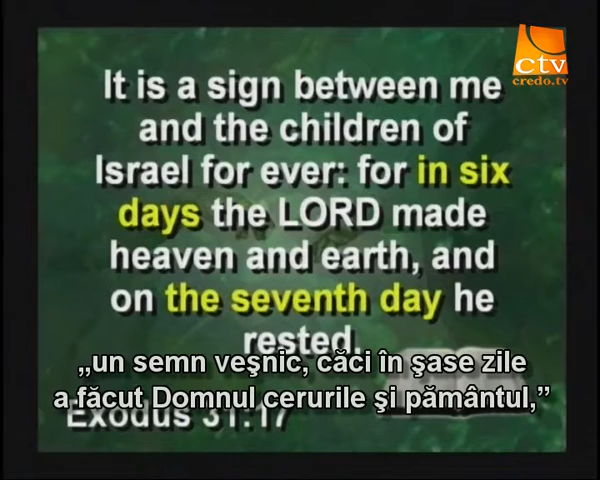 ctv
credo.tv
It is a sign between me
and the children of
Israel for ever: for in six
days the LORD made
heaven and earth, and
on the seventh day he
rested.
„un semn veşnic, căci în şase zile
a făcut Domnul cerurile şi pământul,”
Exodus 31:17